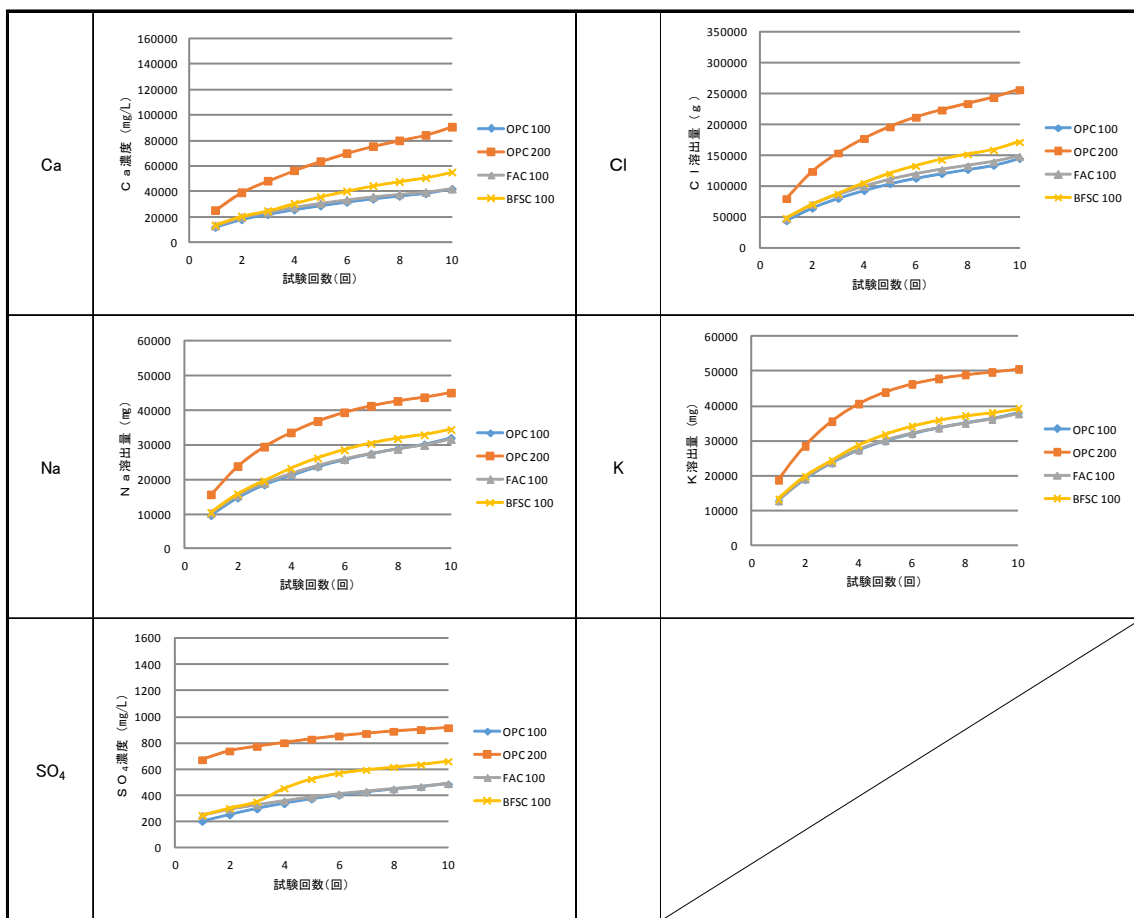 Ca
Ca濃度 (mg/L)
160000
140000
120000
100000
80000
60000
40000
20000
0
0
2
4
6
8
10
試験回数(回)
OPC100
OPC200
FAC100
BFSC100
Cl
Cl溶出量 (g)
350000
300000
250000
200000
150000
100000
50000
0
0
2
4
6
8
10
試験回数(回)
OPC100
OPC200
FAC100
BFSC100
Na
Na溶出量 (mg)
60000
50000
40000
30000
20000
10000
0
0
2
4
6
8
10
試験回数(回)
OPC100
OPC200
FAC100
BFSC100
K
K溶出量 (mg)
60000
50000
40000
30000
20000
10000
0
0
2
4
6
8
10
試験回数(回)
OPC100
OPC200
FAC100
BFSC100
SO₄
SO₄濃度 (mg/L)
1600
1400
1200
1000
800
600
400
200
0
0
2
4
6
8
10
試験回数(回)
OPC100
OPC200
FAC100
BFSC100